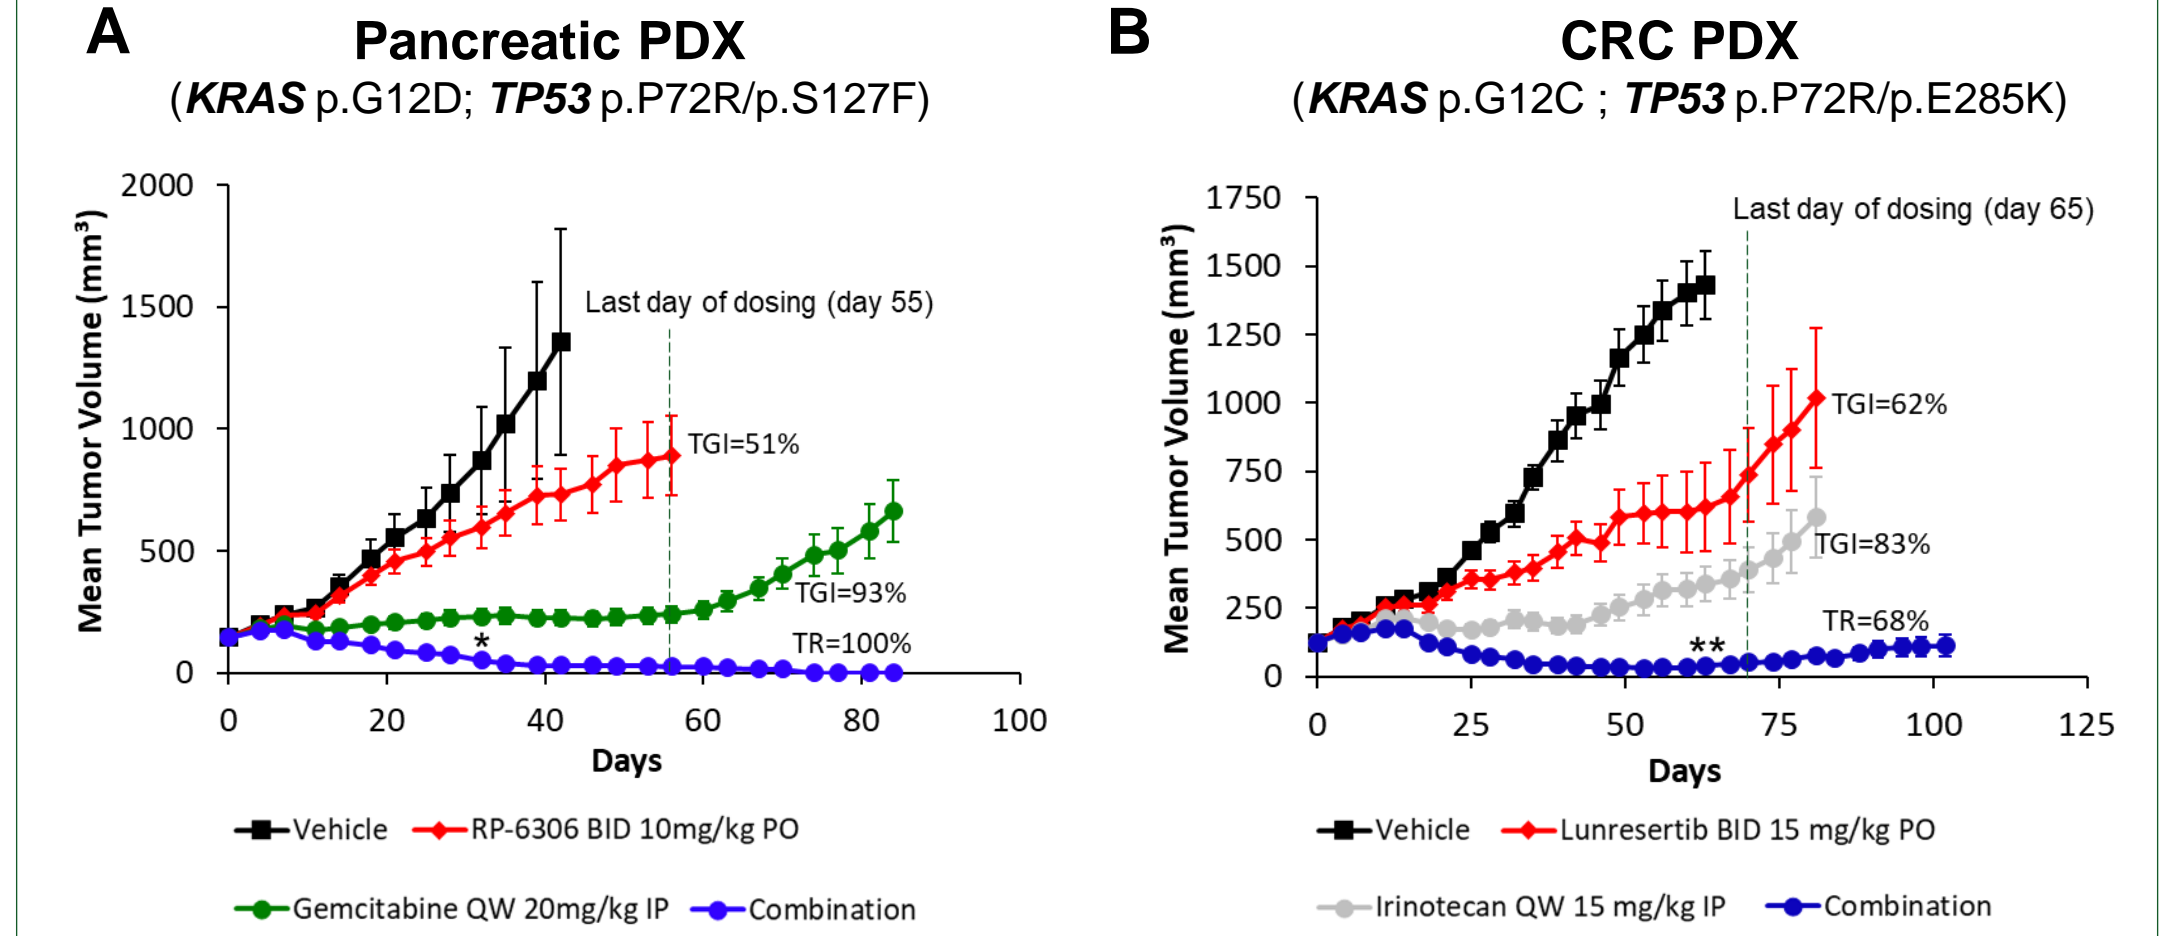 A
Pancreatic PDX
(KRAS p.G12D; TP53 p.P72R/p.S127F)
Mean Tumor Volume (mm³)
2000
1500
1000
500
0
Last day of dosing (day 55)
TGI=51%
TGI=93%
TR=100%
*
0 20 40 60 80 100
Days
Vehicle RP-6306 BID 10mg/kg PO
Gemcitabine QW 20mg/kg IP Combination
B
CRC PDX
(KRAS p.G12C ; TP53 p.P72R/p.E285K)
Mean Tumor Volume (mm³)
1750
1500
1250
1000
750
500
250
0
Last day of dosing (day 65)
TGI=62%
TGI=83%
TR=68%
**
0 25 50 75 100 125
Days
Vehicle Lunresertib BID 15 mg/kg PO
Irinotecan QW 15 mg/kg IP Combination